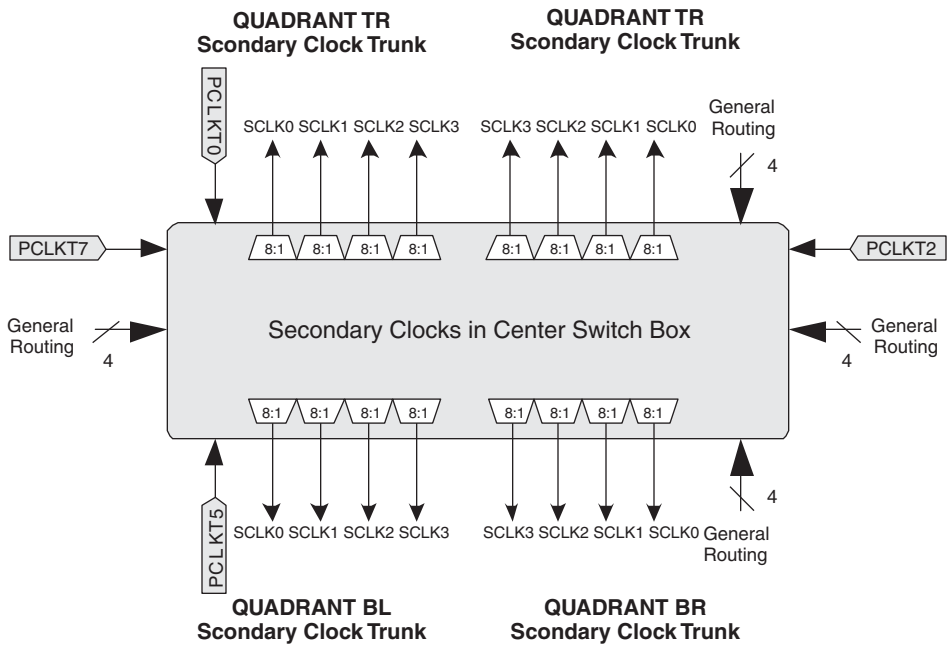 QUADRANT TR
Scondary Clock Trunk
QUADRANT TR
Scondary Clock Trunk
PCLKT0
SCLK0 SCLK1 SCLK2 SCLK3
SCLK3 SCLK2 SCLK1 SCLK0
General
Routing
4
PCLKT7
8:1 8:1 8:1 8:1
8:1 8:1 8:1 8:1
PCLKT2
General
Routing
4
Secondary Clocks in Center Switch Box
General
Routing
4
8:1 8:1 8:1 8:1
8:1 8:1 8:1 8:1
PCLKT5
SCLK0 SCLK1 SCLK2 SCLK3
SCLK3 SCLK2 SCLK1 SCLK0
4
General
Routing
QUADRANT BL
Scondary Clock Trunk
QUADRANT BR
Scondary Clock Trunk